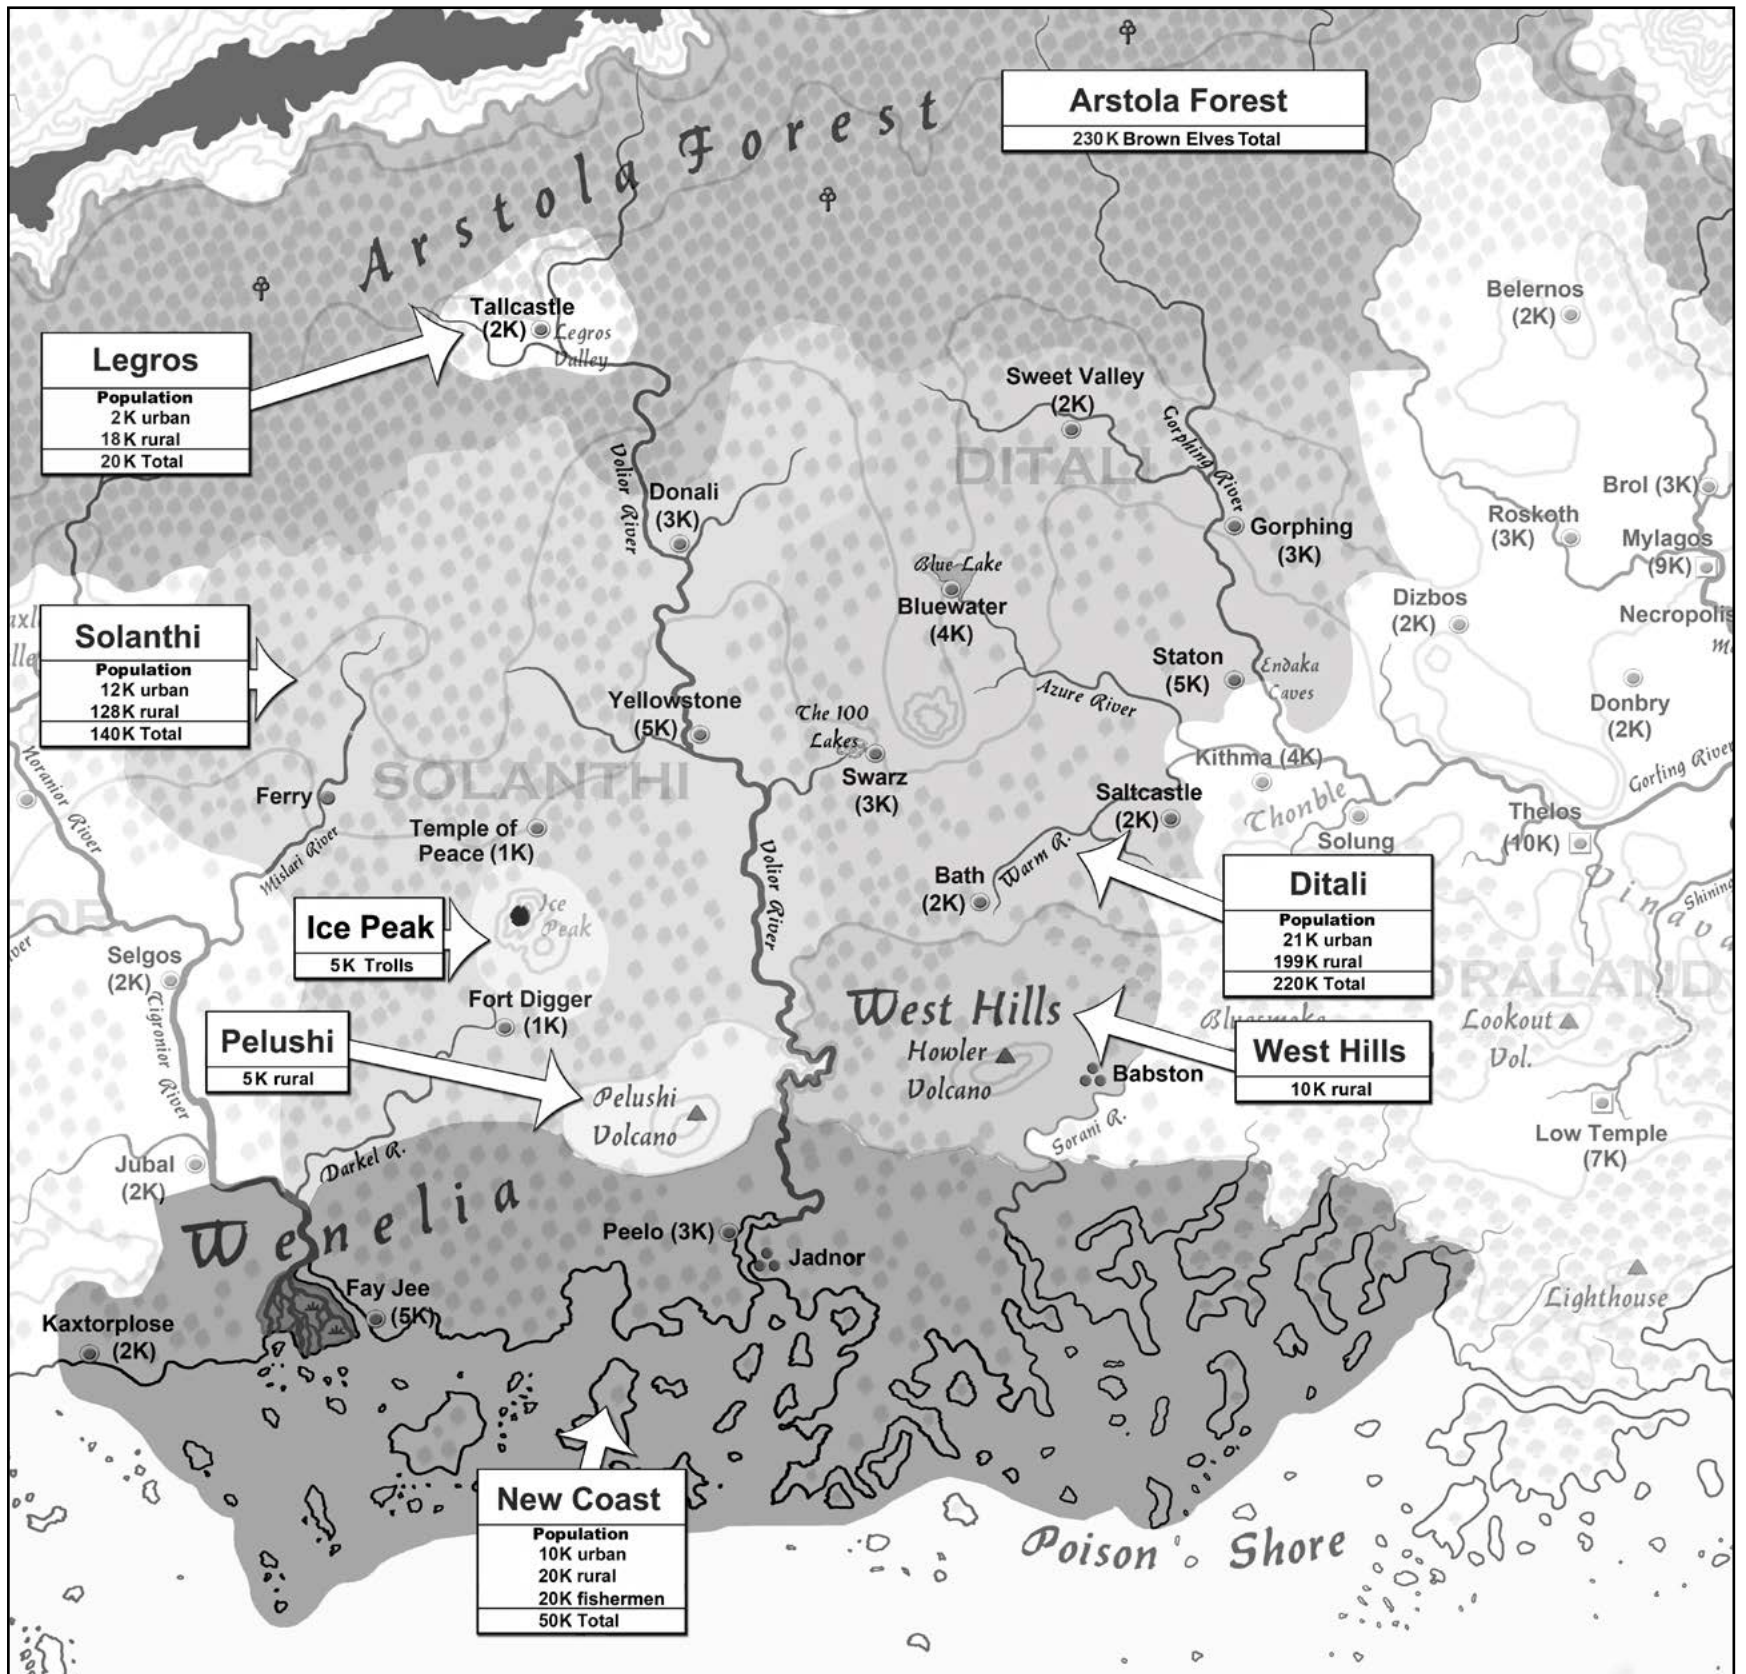 Arstola Forest
230K Brown Elves Total
Arstola Forest
Belernos
(2K)
Tallcastle
(2K)
Legros
Valley
Legros
Population
2K urban
18K rural
20K Total
Sweet Valley
(2K)
Gorphing River
DITALI
Volior River
Donali
(3K)
Brol (3K)
Gorphing
(3K)
Roskoth
(3K)
Mylagos
(9K)
Blue Lake
Bluewater
(4K)
Dizbos
(2K)
Necropolis
Solanthi
Population
12K urban
128K rural
140K Total
Staton
(5K)
Endaka
Caves
Azure River
Donbry
(2K)
Yellowstone
(5K)
The 100
Lakes
Swarz
(3K)
Noranior River
SOLANTHI
Ferry
Kithma (4K)
Gorfing River
Saltcastle
(2K)
Thonble
Solung
Thelos
(10K)
Temple of
Peace (1K)
Mislari River
Volior River
Warm R.
Bath
(2K)
Ditali
Population
21K urban
199K rural
220K Total
Shining
Ice Peak
5K Trolls
Ice
Peak
Selgos
(2K)
Tigronior River
Fort Digger
(1K)
West Hills
Howler
Volcano
Lookout
Vol.
Pelushi
5K rural
West Hills
10K rural
Babston
Pelushi
Volcano
Sorani R.
Low Temple
(7K)
Jubal
(2K)
Darkel R.
Wenelia
Peelo (3K)
Jadnor
Fay Jee
(5K)
Lighthouse
Kaxtorplose
(2K)
New Coast
Population
10K urban
20K rural
20K fishermen
50K Total
Poison Shore